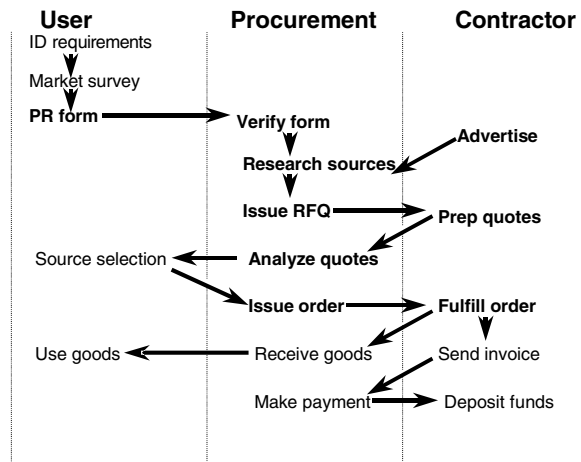 User Procurement Contractor
ID requirements
Market survey
PR form
Verify form
Advertise
Research sources
Issue RFQ
Prep quotes
Source selection
Analyze quotes
Issue order
Fulfill order
Use goods
Receive goods
Send invoice
Make payment
Deposit funds